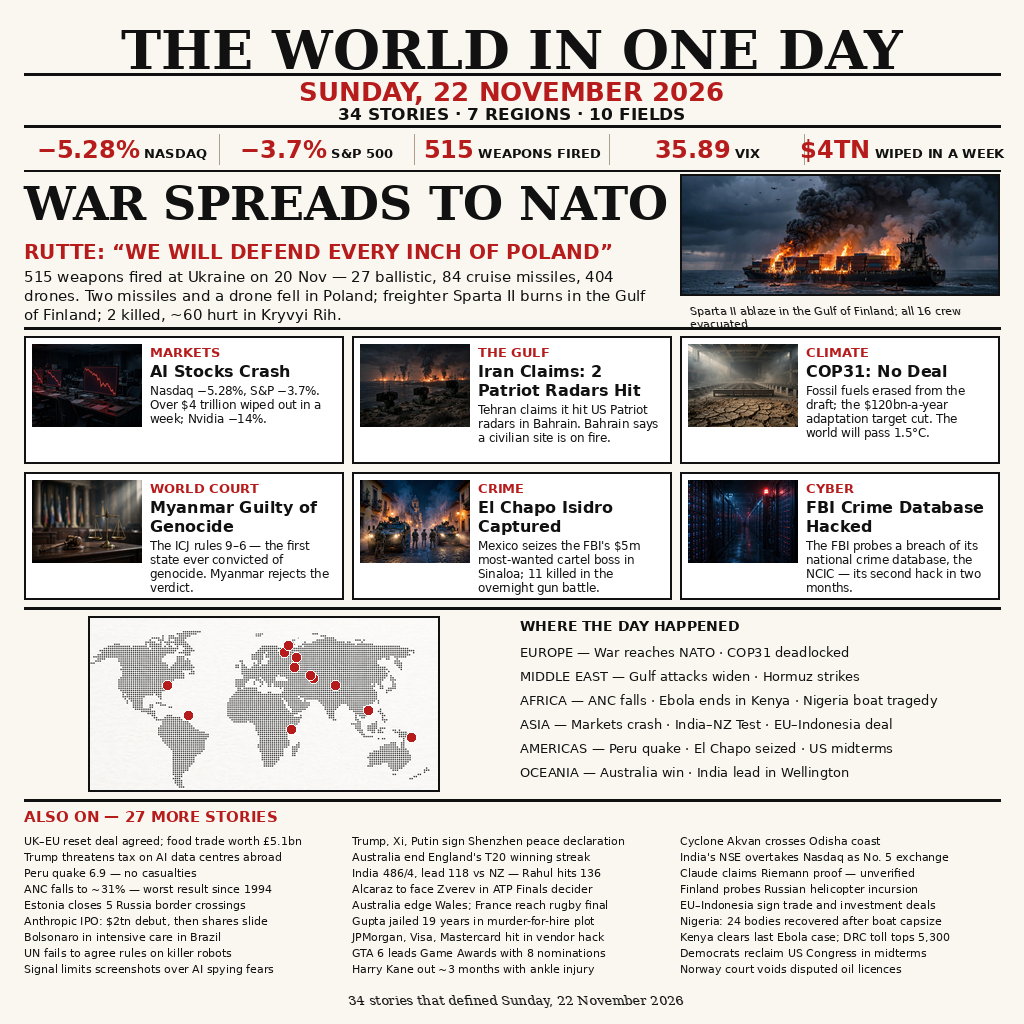 THE WORLD IN ONE DAY
SUNDAY, 22 NOVEMBER 2026
34 STORIES · 7 REGIONS · 10 FIELDS
−5.28% NASDAQ
−3.7% S&P 500
515 WEAPONS FIRED
35.89 VIX
$4TN WIPED IN A WEEK
WAR SPREADS TO NATO
RUTTE: “WE WILL DEFEND EVERY INCH OF POLAND”
515 weapons fired at Ukraine on 20 Nov — 27 ballistic, 84 cruise missiles, 404
drones. Two missiles and a drone fell in Poland; freighter Sparta II burns in the Gulf
of Finland; 2 killed, ~60 hurt in Kryvyi Rih.
Sparta II ablaze in the Gulf of Finland; all 16 crew
evacuated
MARKETS
AI Stocks Crash
Nasdaq −5.28%, S&P −3.7%.
Over $4 trillion wiped out in a
week; Nvidia −14%.
THE GULF
Iran Claims: 2
Patriot Radars Hit
Tehran claims it hit US Patriot
radars in Bahrain. Bahrain says
a civilian site is on fire.
CLIMATE
COP31: No Deal
Fossil fuels erased from the
draft; the $120bn-a-year
adaptation target cut. The
world will pass 1.5°C.
WORLD COURT
Myanmar Guilty of
Genocide
The ICJ rules 9–6 — the first
state ever convicted of
genocide. Myanmar rejects the
verdict.
CRIME
El Chapo Isidro
Captured
Mexico seizes the FBI's $5m
most-wanted cartel boss in
Sinaloa; 11 killed in the
overnight gun battle.
CYBER
FBI Crime Database
Hacked
The FBI probes a breach of its
national crime database, the
NCIC — its second hack in two
months.
WHERE THE DAY HAPPENED
EUROPE — War reaches NATO · COP31 deadlocked
MIDDLE EAST — Gulf attacks widen · Hormuz strikes
AFRICA — ANC falls · Ebola ends in Kenya · Nigeria boat tragedy
ASIA — Markets crash · India–NZ Test · EU–Indonesia deal
AMERICAS — Peru quake · El Chapo seized · US midterms
OCEANIA — Australia win · India lead in Wellington
ALSO ON — 27 MORE STORIES
UK–EU reset deal agreed; food trade worth £5.1bn
Trump threatens tax on AI data centres abroad
Peru quake 6.9 — no casualties
ANC falls to ~31% — worst result since 1994
Estonia closes 5 Russia border crossings
Anthropic IPO: $2tn debut, then shares slide
Bolsonaro in intensive care in Brazil
UN fails to agree rules on killer robots
Signal limits screenshots over AI spying fears
Trump, Xi, Putin sign Shenzhen peace declaration
Australia end England's T20 winning streak
India 486/4, lead 118 vs NZ — Rahul hits 136
Alcaraz to face Zverev in ATP Finals decider
Australia edge Wales; France reach rugby final
Gupta jailed 19 years in murder-for-hire plot
JPMorgan, Visa, Mastercard hit in vendor hack
GTA 6 leads Game Awards with 8 nominations
Harry Kane out ~3 months with ankle injury
Cyclone Akvan crosses Odisha coast
India's NSE overtakes Nasdaq as No. 5 exchange
Claude claims Riemann proof — unverified
Finland probes Russian helicopter incursion
EU–Indonesia sign trade and investment deals
Nigeria: 24 bodies recovered after boat capsize
Kenya clears last Ebola case; DRC toll tops 5,300
Democrats reclaim US Congress in midterms
Norway court voids disputed oil licences
34 stories that defined Sunday, 22 November 2026